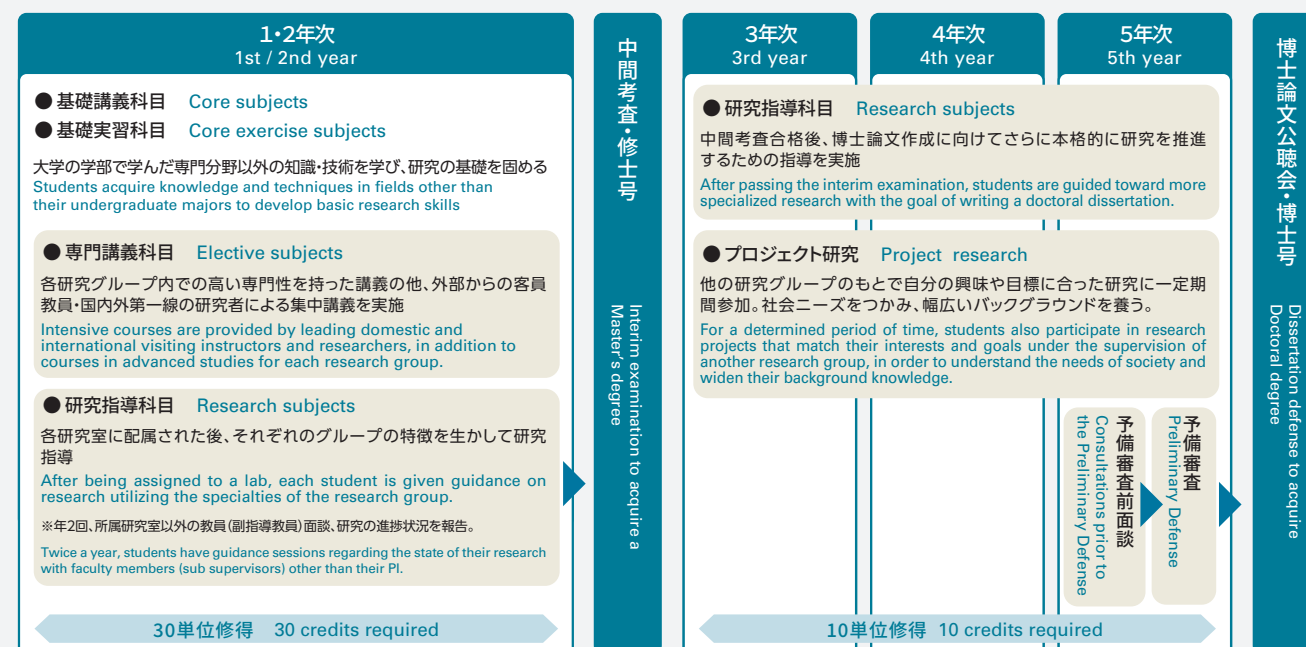 1・2年次
1st / 2nd year
● 基礎講義科目 Core subjects
● 基礎実習科目 Core exercise subjects
大学の学部で学んだ専門分野以外の知識・技術を学び、研究の基礎を固める
Students acquire knowledge and techniques in fields other than
their undergraduate majors to develop basic research skills
● 専門講義科目 Elective subjects
各研究グループ内での高い専門性を持った講義の他、外部からの客員
教員・国内外第一線の研究者による集中講義を実施
Intensive courses are provided by leading domestic and
international visiting instructors and researchers, in addition to
courses in advanced studies for each research group.
● 研究指導科目 Research subjects
各研究室に配属された後、それぞれのグループの特徴を生かして研究
指導
After being assigned to a lab, each student is given guidance on
research utilizing the specialties of the research group.
※年2回、所属研究室以外の教員(副指導教員)面談、研究の進捗状況を報告。
Twice a year, students have guidance sessions regarding the state of their research
with faculty members (sub supervisors) other than their PI.
30単位修得 30 credits required
中間考査・修士号
Interim examination to acquire a
Master's degree
3年次
3rd year
4年次
4th year
5年次
5th year
● 研究指導科目 Research subjects
中間考査合格後、博士論文作成に向けてさらに本格的に研究を推進
するための指導を実施
After passing the interim examination, students are guided toward more
specialized research with the goal of writing a doctoral dissertation.
● プロジェクト研究 Project research
他の研究グループのもとで自分の興味や目標に合った研究に一定期
間参加。社会ニーズをつかみ、幅広いバックグラウンドを養う。
For a determined period of time, students also participate in research
projects that match their interests and goals under the supervision of
another research group, in order to understand the needs of society and
widen their background knowledge.
予備審査前面談
Consultations prior to
the Preliminary Defense
予備審査
Preliminary Defense
10単位修得 10 credits required
博士論文公聴会・博士号
Dissertation defense to acquire
Doctoral degree